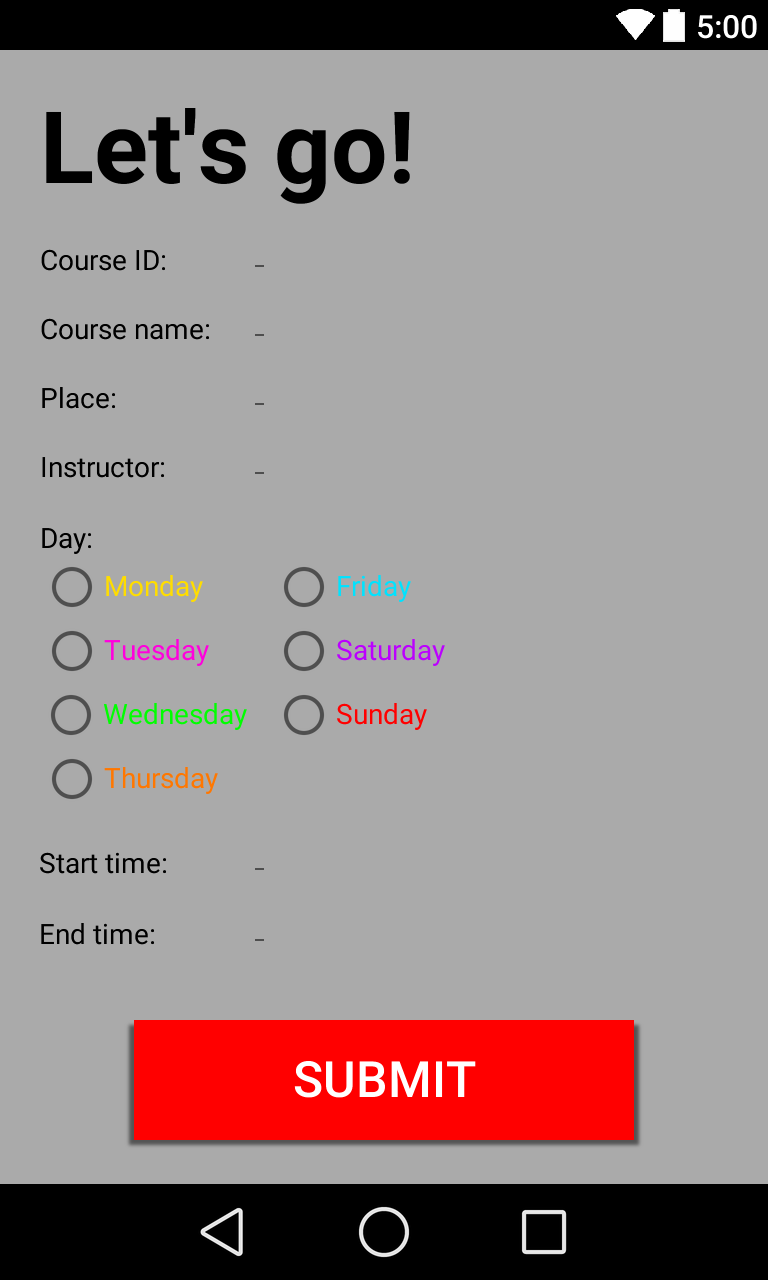 5:00
Let's go!
Course ID:
Course name:
Place:
Instructor:
Day:
Monday Friday
Tuesday Saturday
Wednesday Sunday
Thursday
Start time:
End time:
SUBMIT